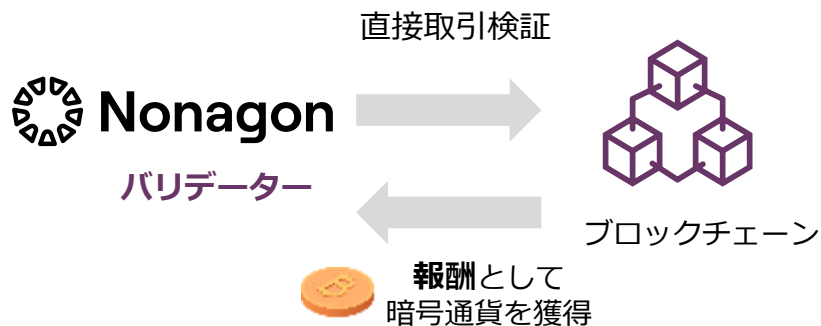 直接取引検証
Nonagon
バリデーター
ブロックチェーン
報酬として
暗号通貨を獲得